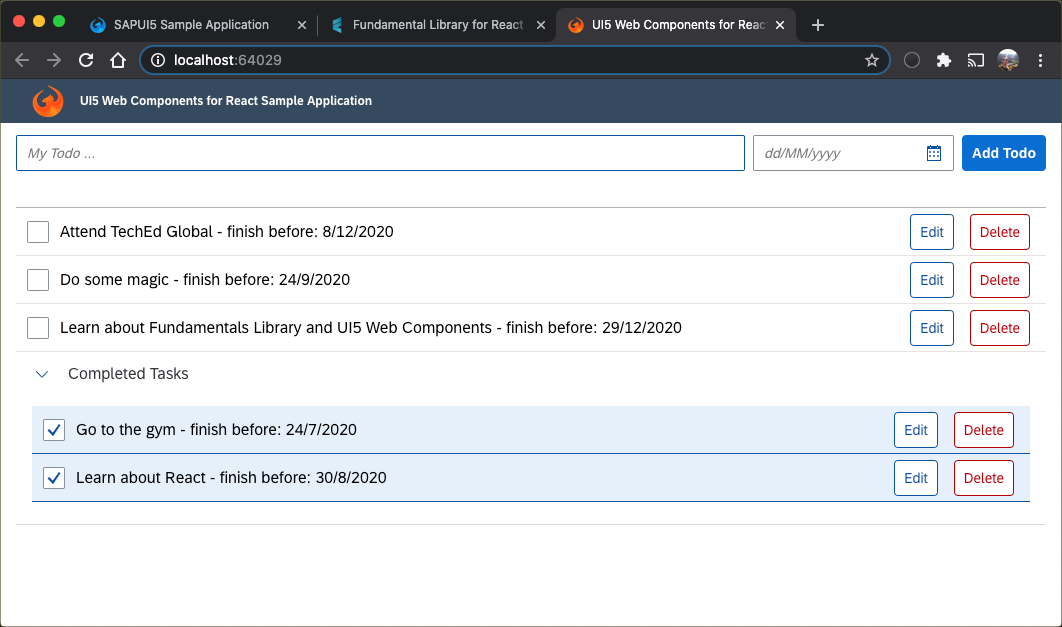 SAPUI5 Sample Application
Fundamental Library for React
UI5 Web Components for Reac
localhost:64029
UI5 Web Components for React Sample Application
My Todo ...
dd/MM/yyyy
Add Todo
Attend TechEd Global - finish before: 8/12/2020
Edit
Delete
Do some magic - finish before: 24/9/2020
Edit
Delete
Learn about Fundamentals Library and UI5 Web Components - finish before: 29/12/2020
Edit
Delete
Completed Tasks
Go to the gym - finish before: 24/7/2020
Edit
Delete
Learn about React - finish before: 30/8/2020
Edit
Delete